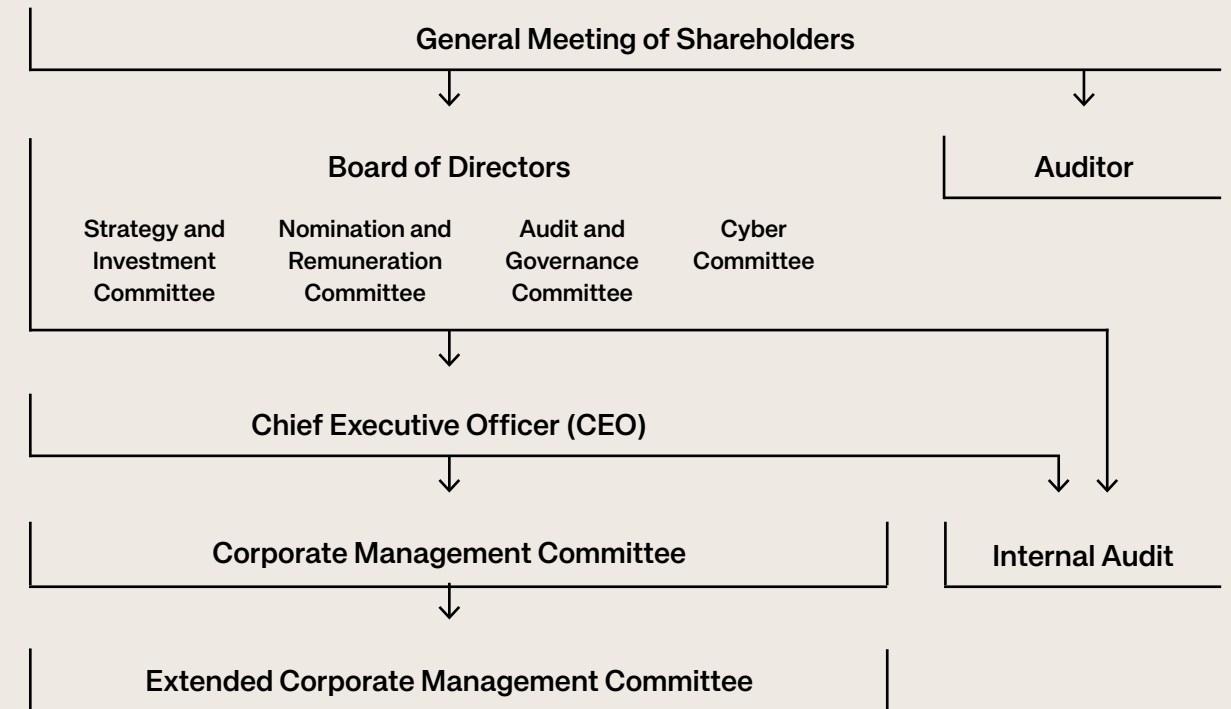 General Meeting of Shareholders
Board of Directors
Auditor
Strategy and
Investment
Committee
Nomination and
Remuneration
Committee
Audit and
Governance
Committee
Cyber
Committee
Chief Executive Officer (CEO)
Corporate Management Committee
Internal Audit
Extended Corporate Management Committee